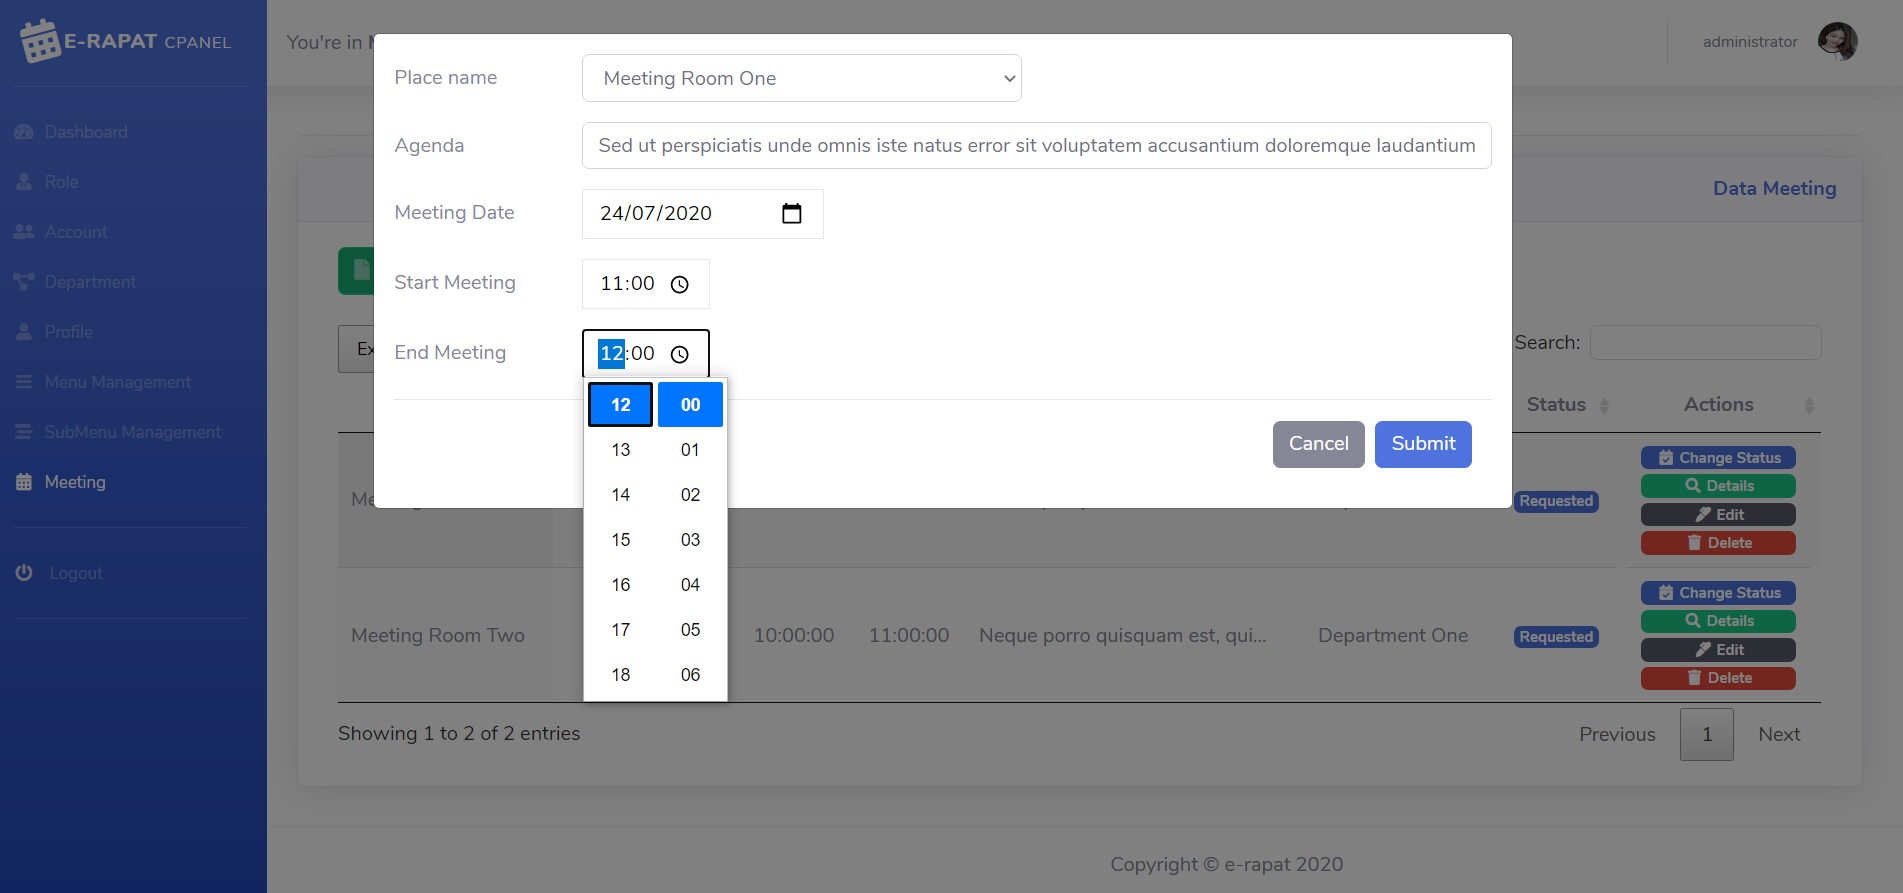 E-RAPAT CPANEL
You're in
administrator
Dashboard
Role
Account
Department
Profile
Menu Management
SubMenu Management
Meeting
Logout
Place name
Meeting Room One
Agenda
Sed ut perspiciatis unde omnis iste natus error sit voluptatem accusantium doloremque laudantium
Meeting Date
24/07/2020
Start Meeting
11:00
End Meeting
12:00
12 00
13 01
14 02
15 03
16 04
17 05
18 06
Cancel Submit
Data Meeting
Ex
Search:
Status Actions
Me
Requested
Change Status
Details
Edit
Delete
Meeting Room Two 10:00:00 11:00:00 Neque porro quisquam est, qui... Department One Requested
Change Status
Details
Edit
Delete
Showing 1 to 2 of 2 entries
Previous 1 Next
Copyright © e-rapat 2020